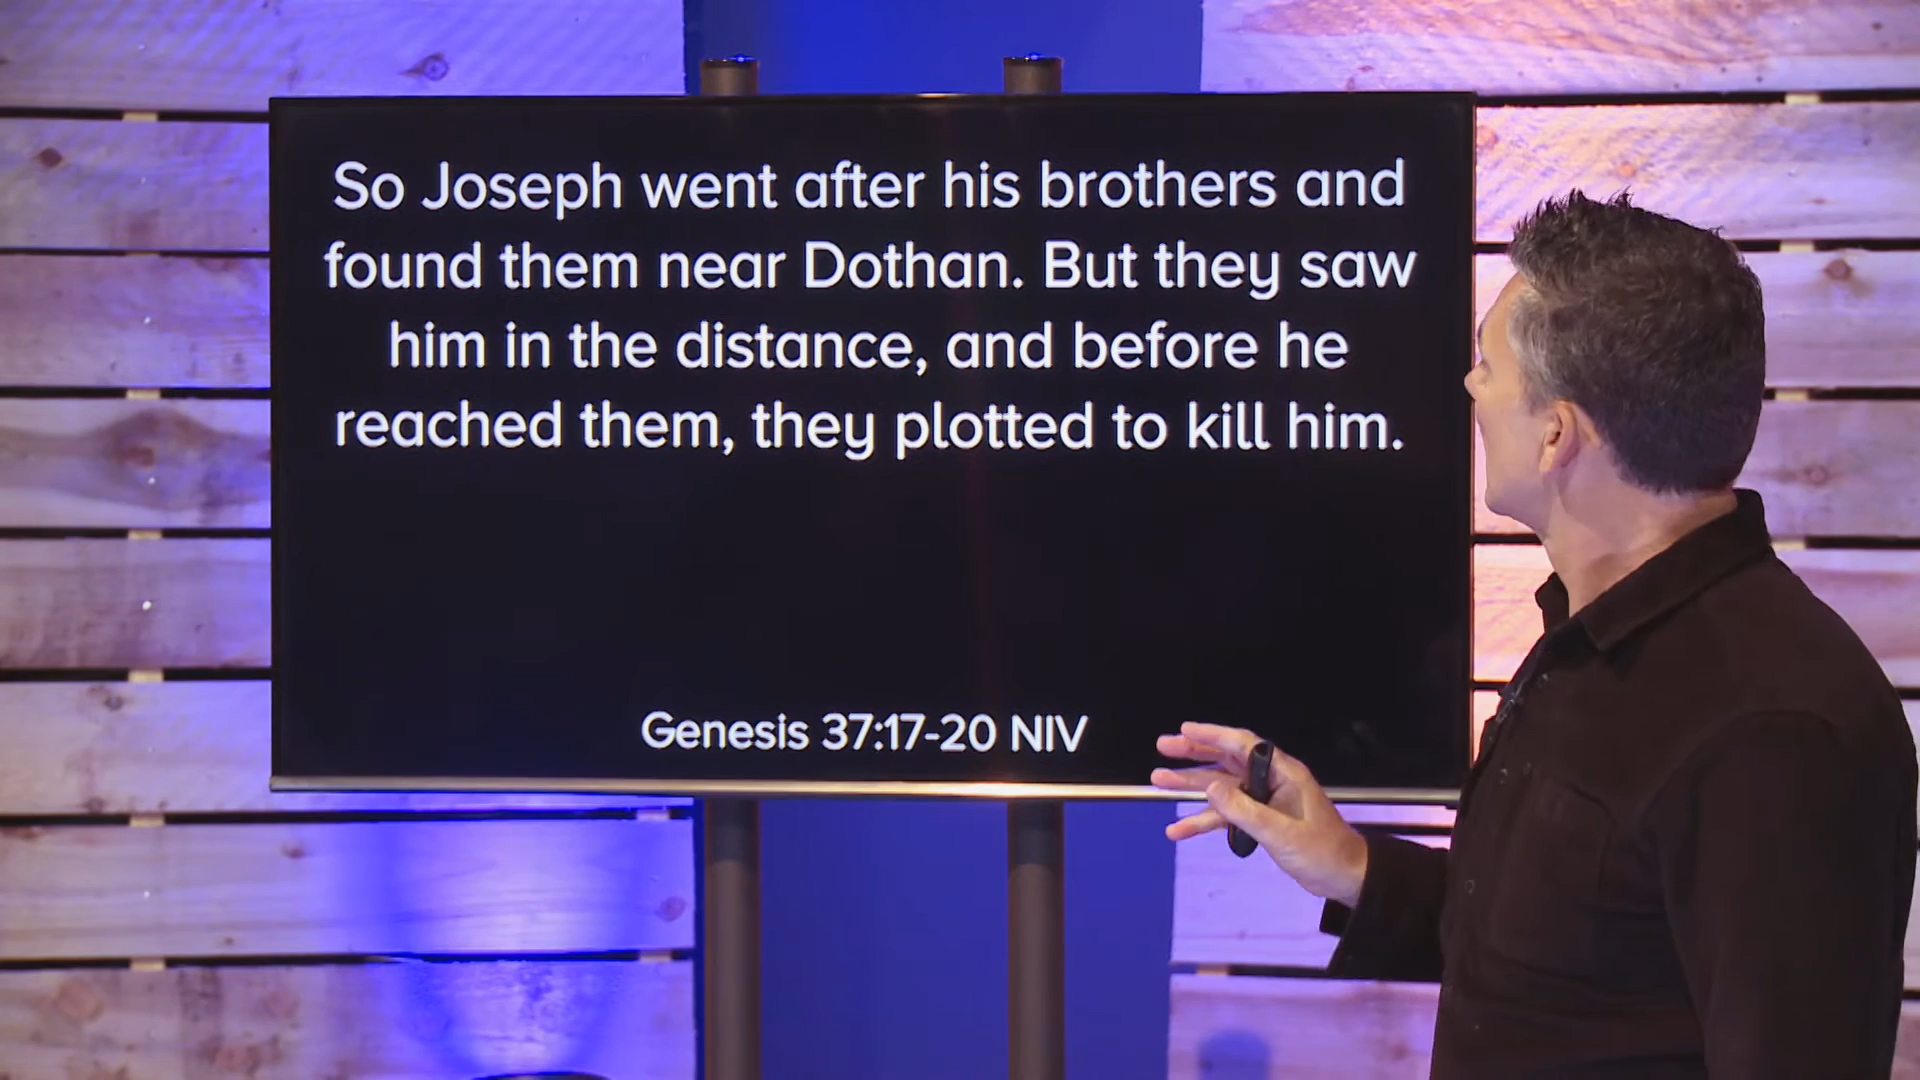 So Joseph went after his brothers and
found them near Dothan. But they saw
him in the distance, and before he
reached them, they plotted to kill him.
Genesis 37:17-20 NIV